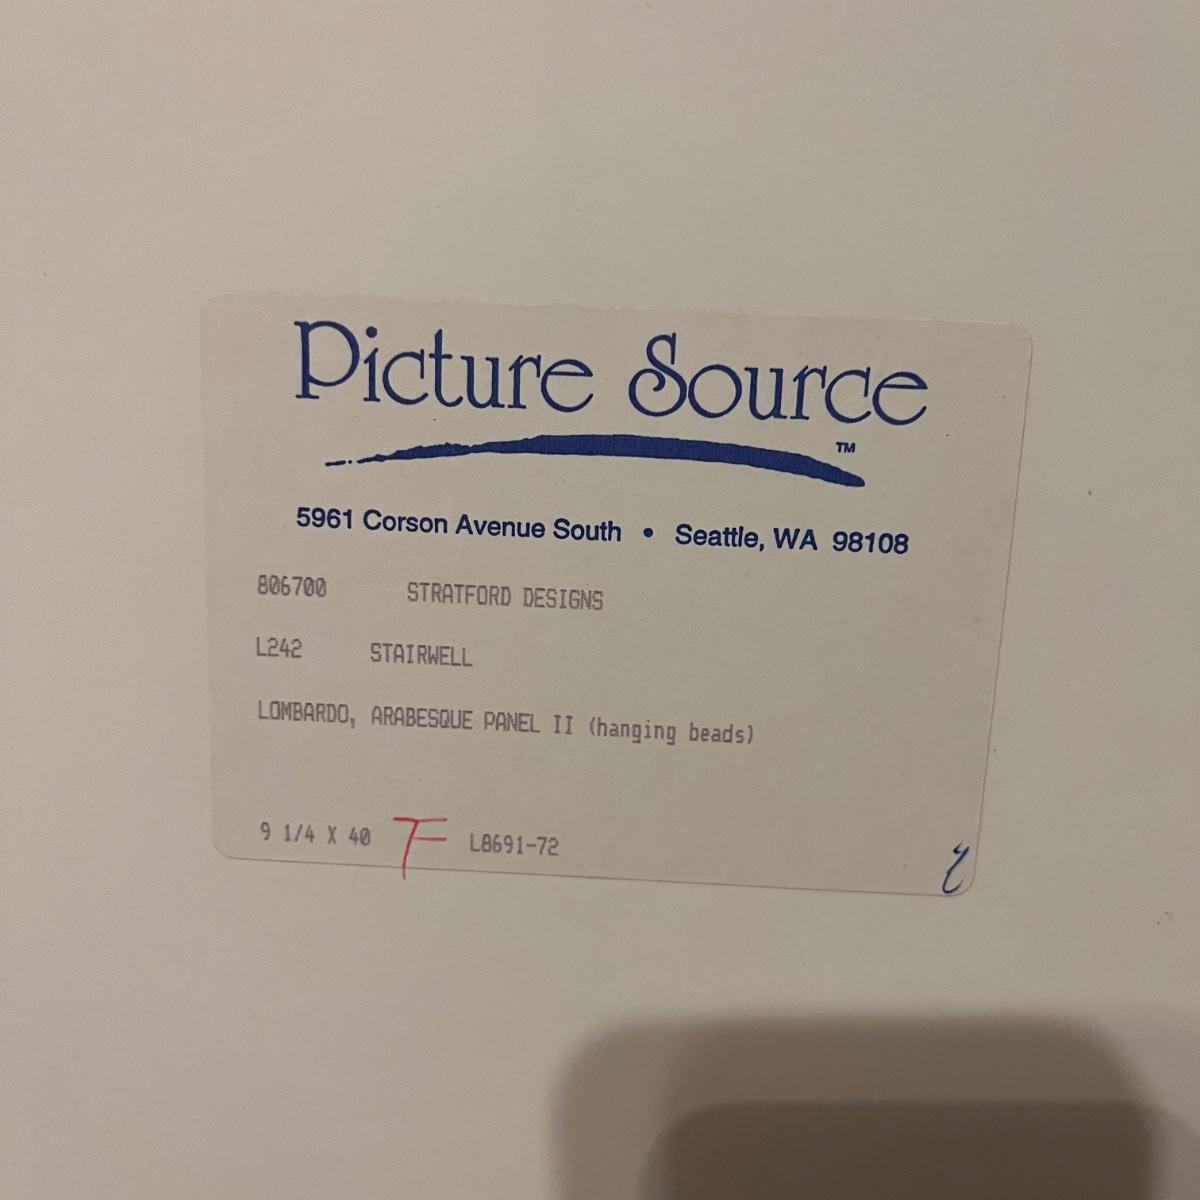 Picture Source
TM
5961 Corson Avenue South • Seattle, WA 98108
806700 STRATFORD DESIGNS
L242 STAIRWELL
LOMBARDO, ARABESQUE PANEL II (hanging beads)
9 1/4 X 40 F L8691-72